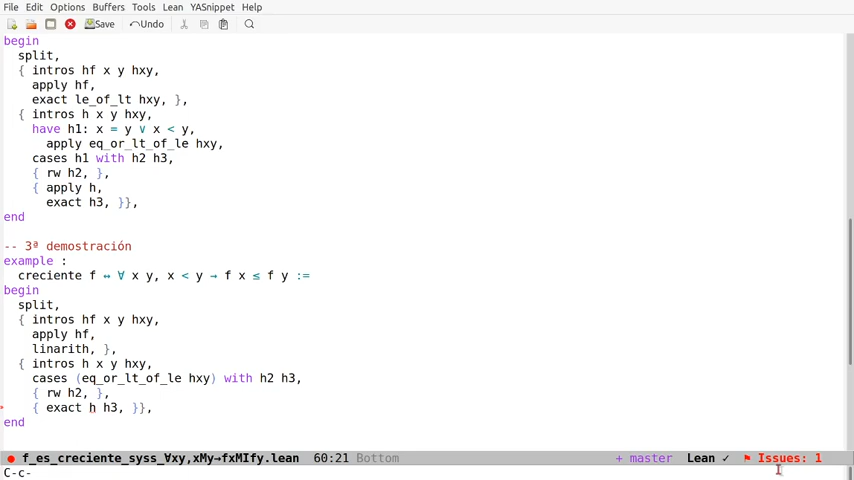 File Edit Options Buffers Tools Lean YASnippet Help
Save Undo
begin
  split,
  { intros hf x y hxy,
    apply hf,
    exact le_of_lt hxy, },
  { intros h x y hxy,
    have h1: x = y ∨ x < y,
      apply eq_or_lt_of_le hxy,
    cases h1 with h2 h3,
    { rw h2, },
    { apply h,
      exact h3, }},
end
-- 3ª demostración
example :
  creciente f ↔ ∀ x y, x < y → f x ≤ f y :=
begin
  split,
  { intros hf x y hxy,
    apply hf,
    linarith, },
  { intros h x y hxy,
    cases (eq_or_lt_of_le hxy) with h2 h3,
    { rw h2, },
    { exact h h3, }},
end
f_es_creciente_syss_∀xy,xMy→fxMIfy.lean 60:21 Bottom + master Lean ✓ Issues: 1
C-c-